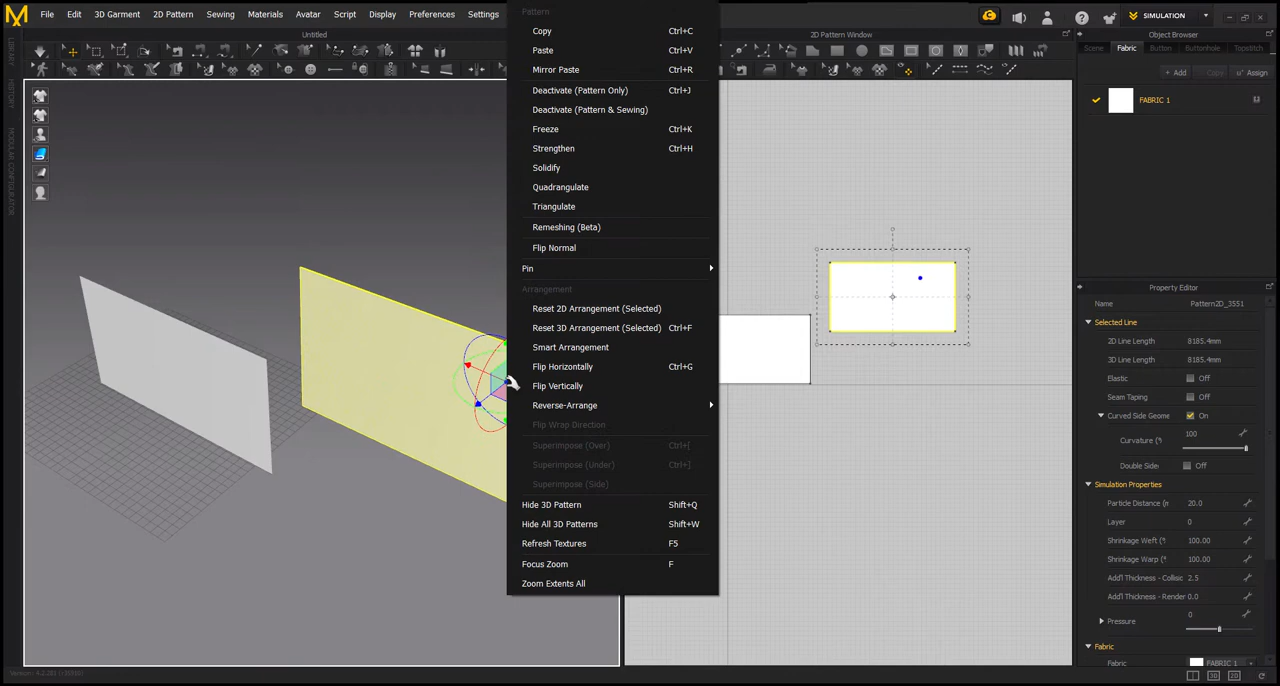 File Edit 3D Garment 2D Pattern Sewing Materials Avatar Script Display Preferences Settings
SIMULATION
Untitled
2D Pattern Window
Object Browser
LIBRARY
HISTORY
MODULAR CONFIGURATOR
Pattern
Copy Ctrl+C
Paste Ctrl+V
Mirror Paste Ctrl+R
Deactivate (Pattern Only) Ctrl+J
Deactivate (Pattern & Sewing)
Freeze Ctrl+K
Strengthen Ctrl+H
Solidify
Quadrangulate
Triangulate
Remeshing (Beta)
Flip Normal
Pin
Arrangement
Reset 2D Arrangement (Selected)
Reset 3D Arrangement (Selected) Ctrl+F
Smart Arrangement
Flip Horizontally Ctrl+G
Flip Vertically
Reverse-Arrange
Flip Wrap Direction
Superimpose (Over) Ctrl+[
Superimpose (Under) Ctrl+]
Superimpose (Side)
Hide 3D Pattern Shift+Q
Hide All 3D Patterns Shift+W
Refresh Textures F5
Focus Zoom F
Zoom Extents All
Scene Fabric Button Buttonhole Topstitch
+ Add Copy Assign
FABRIC 1
Property Editor
Name Pattern2D_3551
Selected Line
2D Line Length 8185.4mm
3D Line Length 8185.4mm
Elastic Off
Seam Taping Off
Curved Side Geome On
Curvature (% 100
Double Side Off
Simulation Properties
Particle Distance (m 20.0
Layer 0
Shrinkage Weft (% 100.00
Shrinkage Warp (% 100.00
Add'l Thickness - Collisic 2.5
Add'l Thickness - Render 0.0
Pressure 0
Fabric
Fabric FABRIC 1
3D 2D